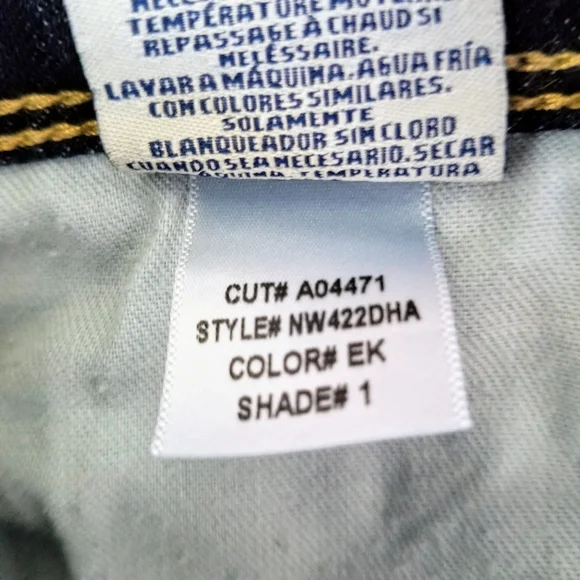 TEMPÉRATURE
REPASSAGE À CHAUD SI
NÉCESSAIRE.
LAVAR A MÁQUINA. AGUA FRÍA
CON COLORES SIMILARES.
SOLAMENTE
BLANQUEADOR SIN CLORO
CUANDO SEA NECESARIO. SECAR
TEMPERATURA
CUT# A04471
STYLE# NW422DHA
COLOR# EK
SHADE# 1